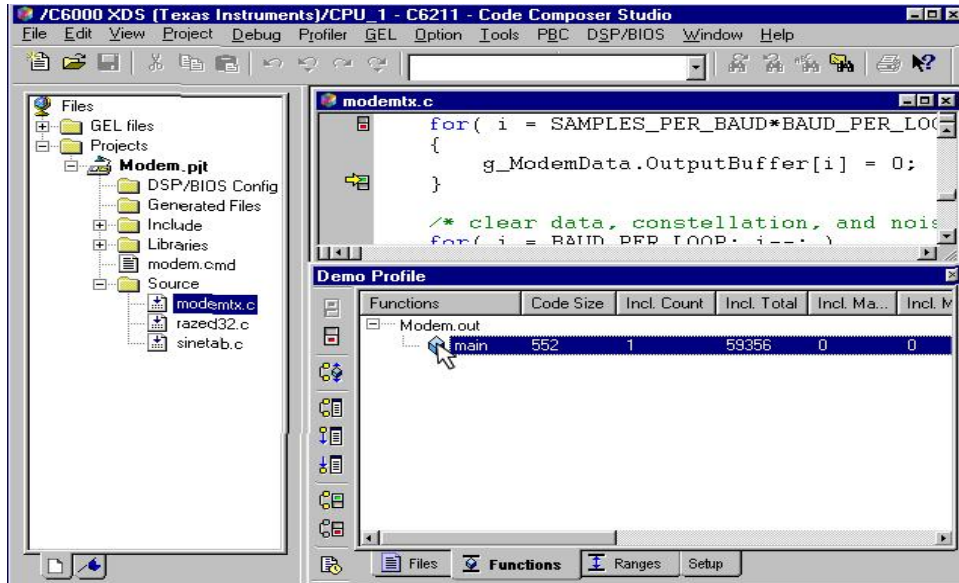 /C6000 XDS (Texas Instruments)/CPU_1 - C6211 - Code Composer Studio
File Edit View Project Debug Profiler GEL Option Tools PBC DSP/BIOS Window Help
Files
GEL files
Projects
Modem.pjt
DSP/BIOS Config
Generated Files
Include
Libraries
modem.cmd
Source
modemtx.c
razed32.c
sinetab.c
modemtx.c
for( i = SAMPLES_PER_BAUD*BAUD_PER_LOO
{
g_ModemData.OutputBuffer[i] = 0;
}
/* clear data, constellation, and nois
for( i = BAUD_PER_LOOP; i--; )
Demo Profile
Functions Code Size Incl. Count Incl. Total Incl. Ma... Incl. M
Modem.out
main 552 1 59356 0 0
Files Functions Ranges Setup